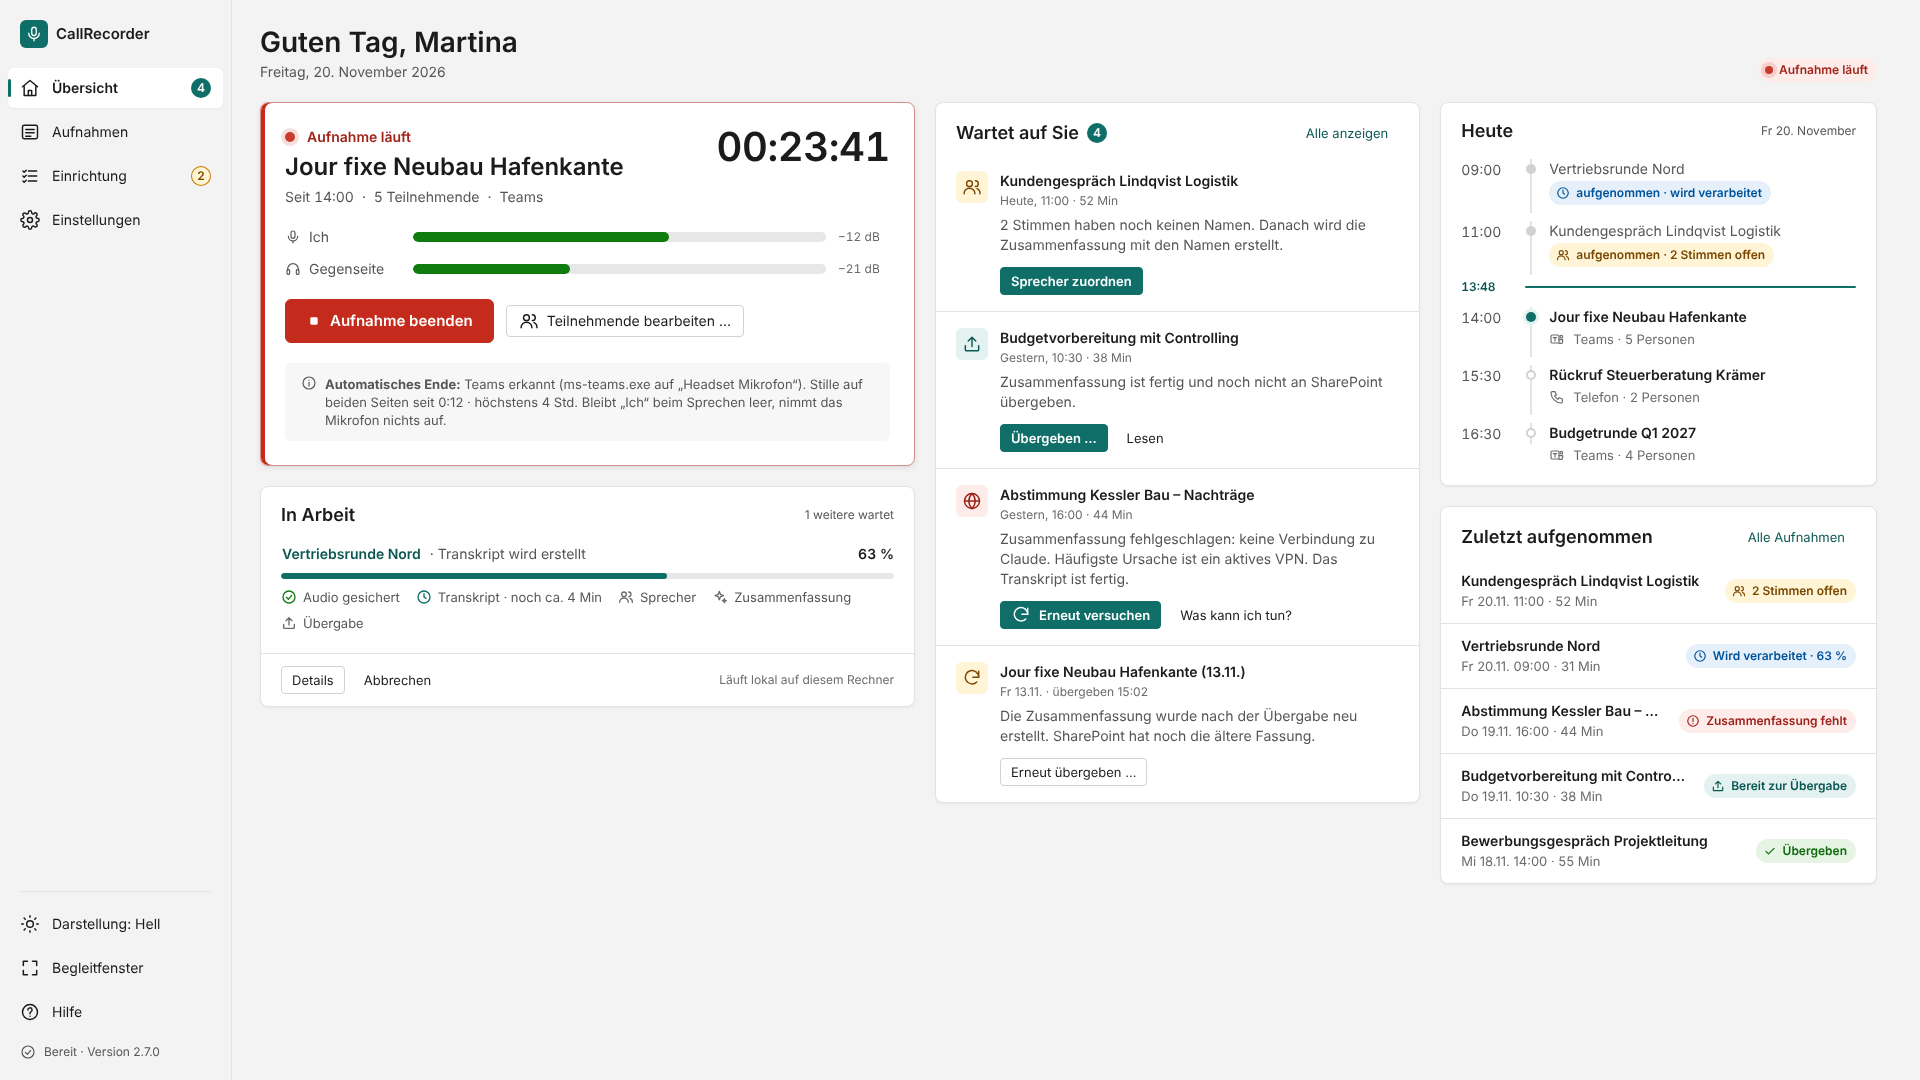 CallRecorder
Übersicht 4
Aufnahmen
Einrichtung 2
Einstellungen
Darstellung: Hell
Begleitfenster
Hilfe
Bereit · Version 2.7.0
Guten Tag, Martina
Freitag, 20. November 2026
Aufnahme läuft
Aufnahme läuft
00:23:41
Jour fixe Neubau Hafenkante
Seit 14:00 · 5 Teilnehmende · Teams
Ich −12 dB
Gegenseite −21 dB
Aufnahme beenden
Teilnehmende bearbeiten ...
Automatisches Ende: Teams erkannt (ms-teams.exe auf „Headset Mikrofon“). Stille auf
beiden Seiten seit 0:12 · höchstens 4 Std. Bleibt „Ich“ beim Sprechen leer, nimmt das
Mikrofon nichts auf.
In Arbeit
1 weitere wartet
Vertriebsrunde Nord · Transkript wird erstellt 63 %
Audio gesichert
Transkript · noch ca. 4 Min
Sprecher
Zusammenfassung
Übergabe
Details
Abbrechen
Läuft lokal auf diesem Rechner
Wartet auf Sie 4
Alle anzeigen
Kundengespräch Lindqvist Logistik
Heute, 11:00 · 52 Min
2 Stimmen haben noch keinen Namen. Danach wird die
Zusammenfassung mit den Namen erstellt.
Sprecher zuordnen
Budgetvorbereitung mit Controlling
Gestern, 10:30 · 38 Min
Zusammenfassung ist fertig und noch nicht an SharePoint
übergeben.
Übergeben ...
Lesen
Abstimmung Kessler Bau – Nachträge
Gestern, 16:00 · 44 Min
Zusammenfassung fehlgeschlagen: keine Verbindung zu
Claude. Häufigste Ursache ist ein aktives VPN. Das
Transkript ist fertig.
Erneut versuchen
Was kann ich tun?
Jour fixe Neubau Hafenkante (13.11.)
Fr 13.11. · übergeben 15:02
Die Zusammenfassung wurde nach der Übergabe neu
erstellt. SharePoint hat noch die ältere Fassung.
Erneut übergeben ...
Heute
Fr 20. November
09:00 Vertriebsrunde Nord
aufgenommen · wird verarbeitet
11:00 Kundengespräch Lindqvist Logistik
aufgenommen · 2 Stimmen offen
13:48
14:00 Jour fixe Neubau Hafenkante
Teams · 5 Personen
15:30 Rückruf Steuerberatung Krämer
Telefon · 2 Personen
16:30 Budgetrunde Q1 2027
Teams · 4 Personen
Zuletzt aufgenommen
Alle Aufnahmen
Kundengespräch Lindqvist Logistik
Fr 20.11. 11:00 · 52 Min
2 Stimmen offen
Vertriebsrunde Nord
Fr 20.11. 09:00 · 31 Min
Wird verarbeitet · 63 %
Abstimmung Kessler Bau – ...
Do 19.11. 16:00 · 44 Min
Zusammenfassung fehlt
Budgetvorbereitung mit Contro...
Do 19.11. 10:30 · 38 Min
Bereit zur Übergabe
Bewerbungsgespräch Projektleitung
Mi 18.11. 14:00 · 55 Min
Übergeben